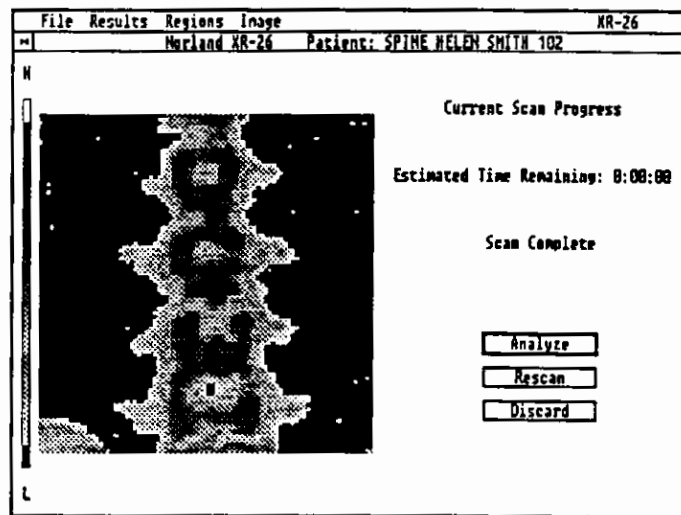 File Results Regions Image XR-26
Norland XR-26 Patient: SPINE HELEN SMITH 102
H
Current Scan Progress
Estimated Time Remaining: 0:00:00
Scan Complete
Analyze
Rescan
Discard
L